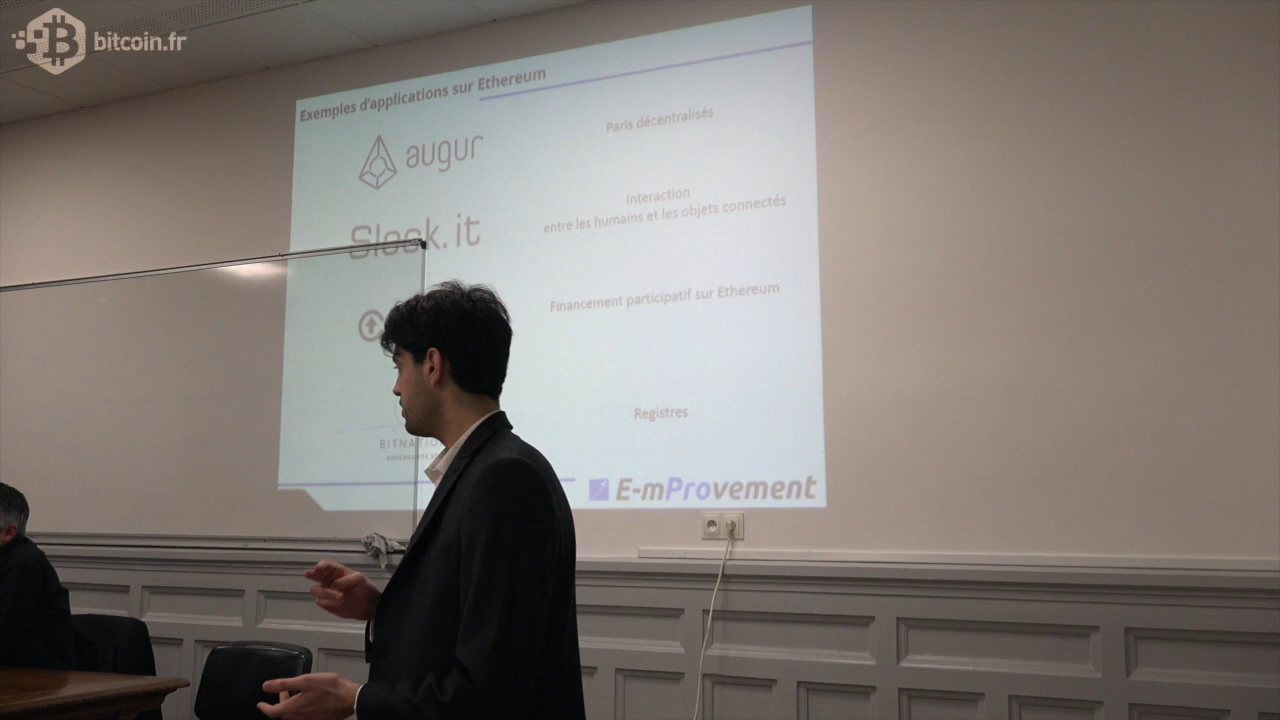 bitcoin.fr
Exemples d'applications sur Ethereum
augur
Paris décentralisés
Slock.it
Interaction
entre les humains et les objets connectés
Financement participatif sur Ethereum
Registres
E-mProvement